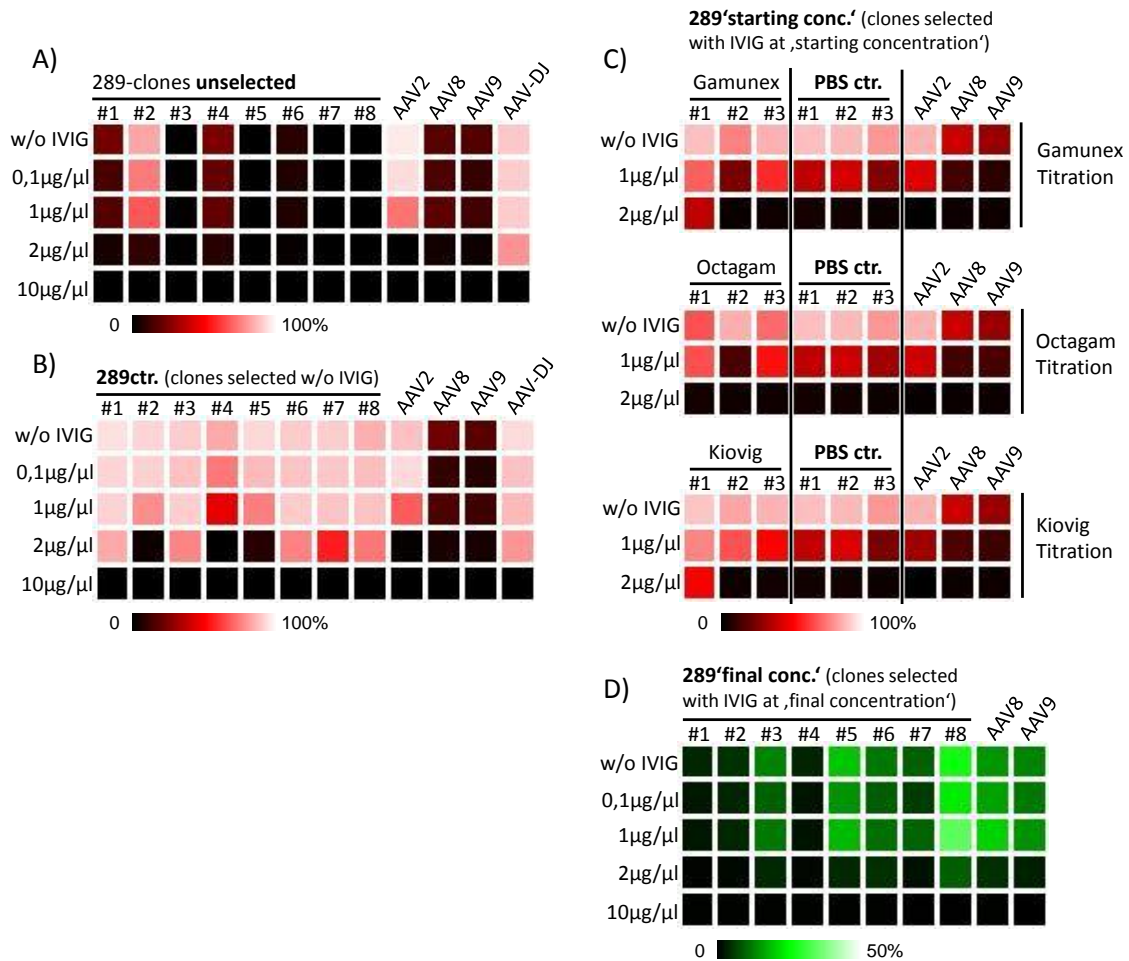 A)
289-clones unselected
#1 #2 #3 #4 #5 #6 #7 #8 AAV2 AAV8 AAV9 AAV-DJ
w/o IVIG
0,1µg/µl
1µg/µl
2µg/µl
10µg/µl
0 100%
B)
289ctr. (clones selected w/o IVIG)
#1 #2 #3 #4 #5 #6 #7 #8 AAV2 AAV8 AAV9 AAV-DJ
w/o IVIG
0,1µg/µl
1µg/µl
2µg/µl
10µg/µl
0 100%
C)
289‘starting conc.‘ (clones selected
with IVIG at ‚starting concentration‘)
Gamunex PBS ctr.
#1 #2 #3 #1 #2 #3 AAV2 AAV8 AAV9
w/o IVIG
1µg/µl
2µg/µl
Gamunex
Titration
Octagam PBS ctr.
#1 #2 #3 #1 #2 #3 AAV2 AAV8 AAV9
w/o IVIG
1µg/µl
2µg/µl
Octagam
Titration
Kiovig PBS ctr.
#1 #2 #3 #1 #2 #3 AAV2 AAV8 AAV9
w/o IVIG
1µg/µl
2µg/µl
Kiovig
Titration
0 100%
D)
289‘final conc.‘ (clones selected
with IVIG at ‚final concentration‘)
#1 #2 #3 #4 #5 #6 #7 #8 AAV8 AAV9
w/o IVIG
0,1µg/µl
1µg/µl
2µg/µl
10µg/µl
0 50%